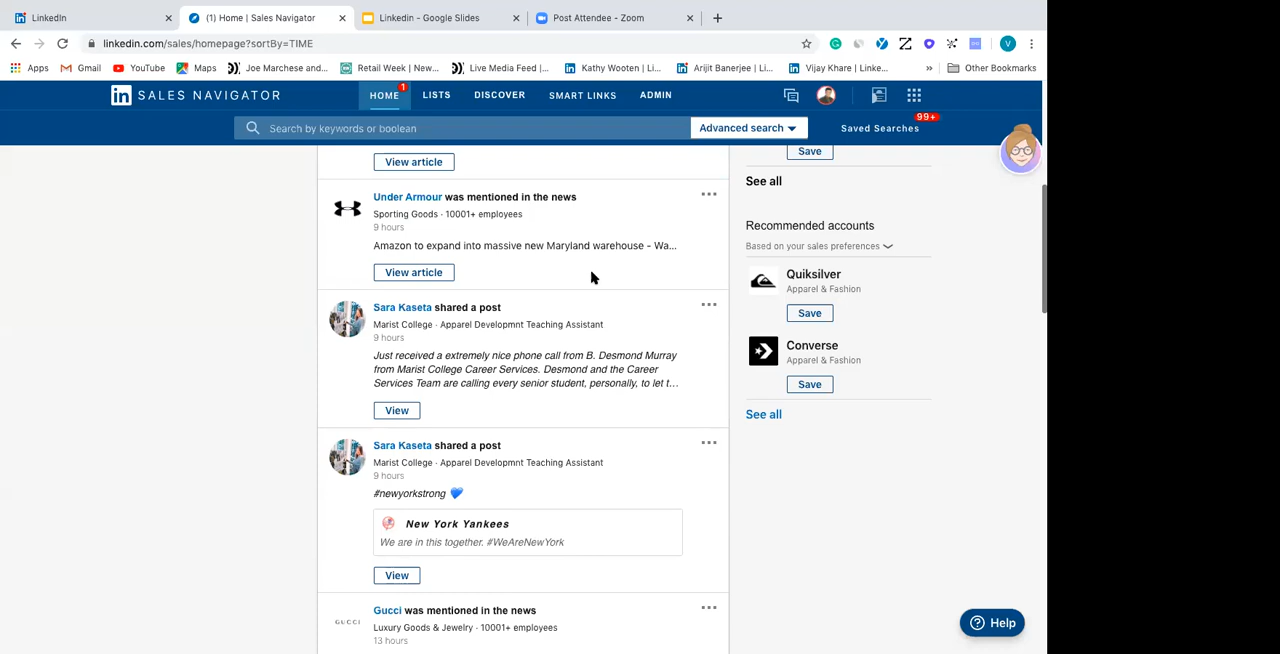 LinkedIn
(1) Home | Sales Navigator
Linkedin - Google Slides
Post Attendee - Zoom
linkedin.com/sales/homepage?sortBy=TIME
Apps
Gmail
YouTube
Maps
Joe Marchese and...
Retail Week | New...
Live Media Feed |...
Kathy Wooten | Li...
Arijit Banerjee | Li...
Vijay Khare | Linke...
»
Other Bookmarks
V
in SALES NAVIGATOR
HOME
1
LISTS
DISCOVER
SMART LINKS
ADMIN
Search by keywords or boolean
Advanced search
Saved Searches
99+
View article
Under Armour was mentioned in the news
Sporting Goods · 10001+ employees
9 hours
Amazon to expand into massive new Maryland warehouse - Wa...
View article
Sara Kaseta shared a post
Marist College · Apparel Developmnt Teaching Assistant
9 hours
Just received a extremely nice phone call from B. Desmond Murray
from Marist College Career Services. Desmond and the Career
Services Team are calling every senior student, personally, to let t...
View
Sara Kaseta shared a post
Marist College · Apparel Developmnt Teaching Assistant
9 hours
#newyorkstrong 💙
New York Yankees
We are in this together. #WeAreNewYork
View
GUCCI
Gucci was mentioned in the news
Luxury Goods & Jewelry · 10001+ employees
13 hours
Save
See all
Recommended accounts
Based on your sales preferences
Quiksilver
Apparel & Fashion
Save
Converse
Apparel & Fashion
Save
See all
Help